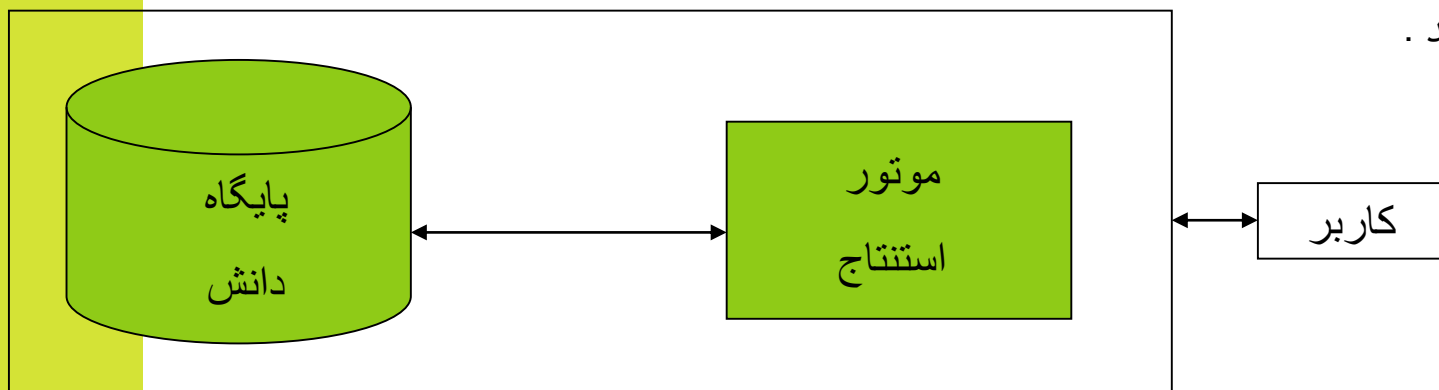 د .
پایگاه
دانش
موتور
استنتاج
کاربر